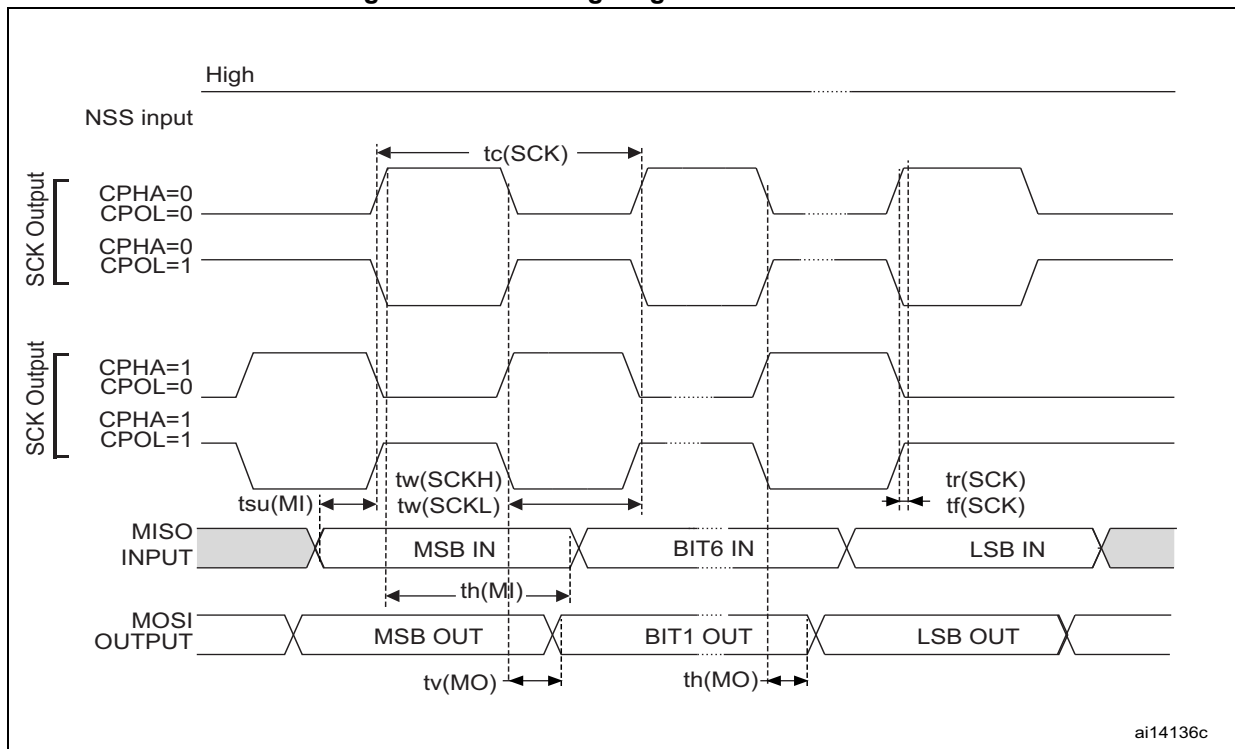 High
NSS input
tc(SCK)
SCK Output
CPHA=0
CPOL=0
CPHA=0
CPOL=1
SCK Output
CPHA=1
CPOL=0
CPHA=1
CPOL=1
tw(SCKH)
tw(SCKL)
tr(SCK)
tf(SCK)
tsu(MI)
MISO
INPUT
MSB IN
BIT6 IN
LSB IN
th(MI)
MOSI
OUTPUT
MSB OUT
BIT1 OUT
LSB OUT
tv(MO)
th(MO)
ai14136c